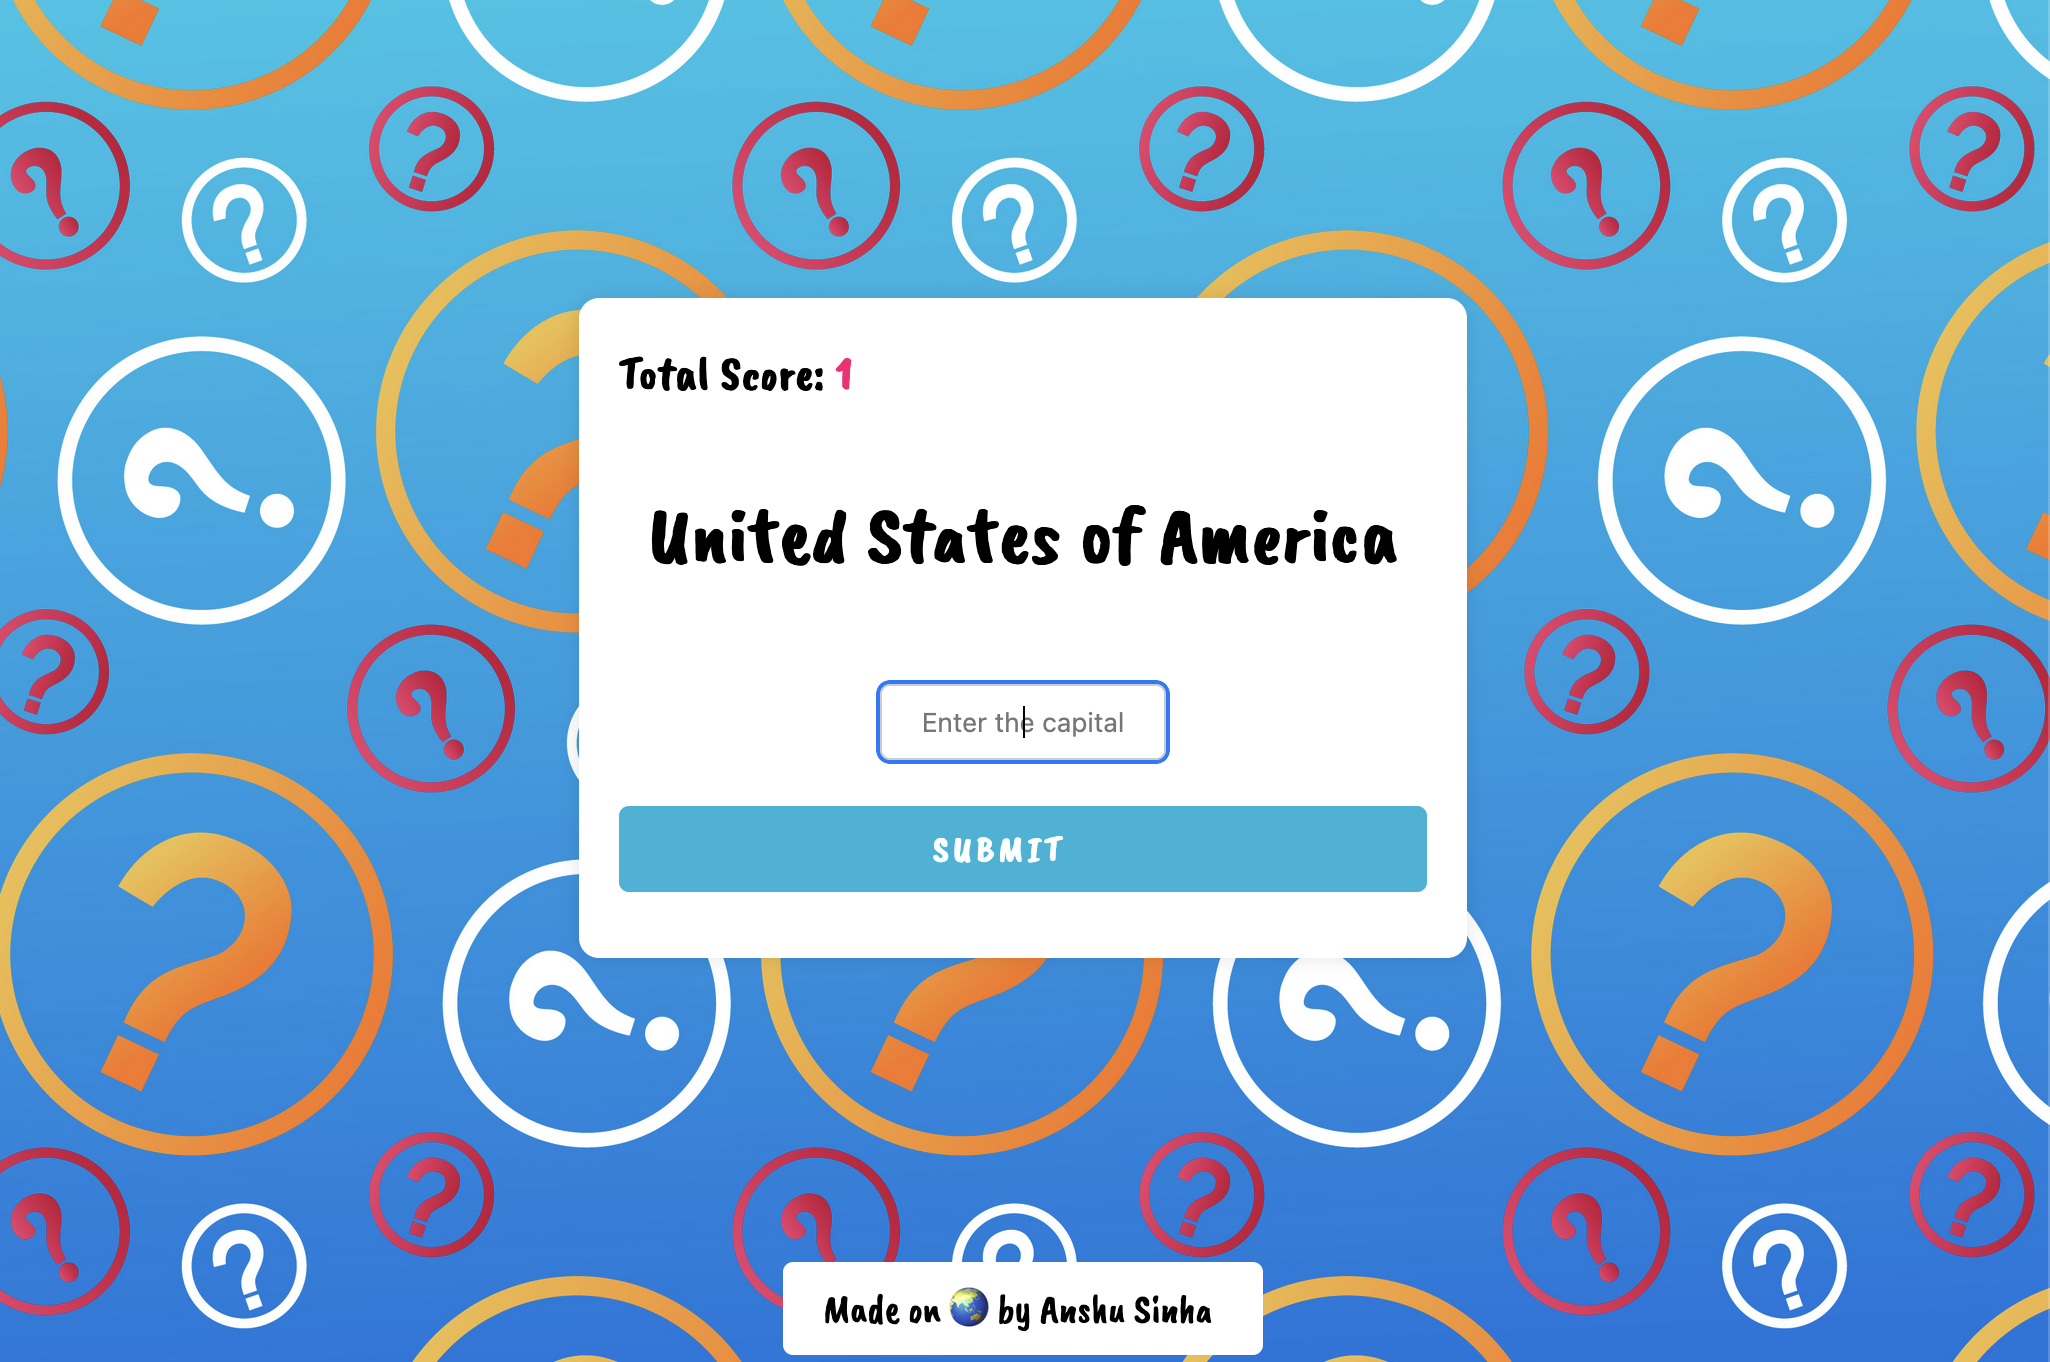 Total Score: 1
United States of America
Enter the capital
SUBMIT
Made on 🌏 by Anshu Sinha